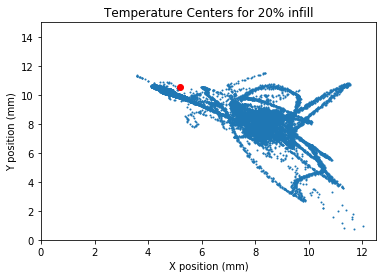 Temperature Centers for 20% infill
14
12
10
8
6
4
2
0
Y position (mm)
0 2 4 6 8 10 12
X position (mm)